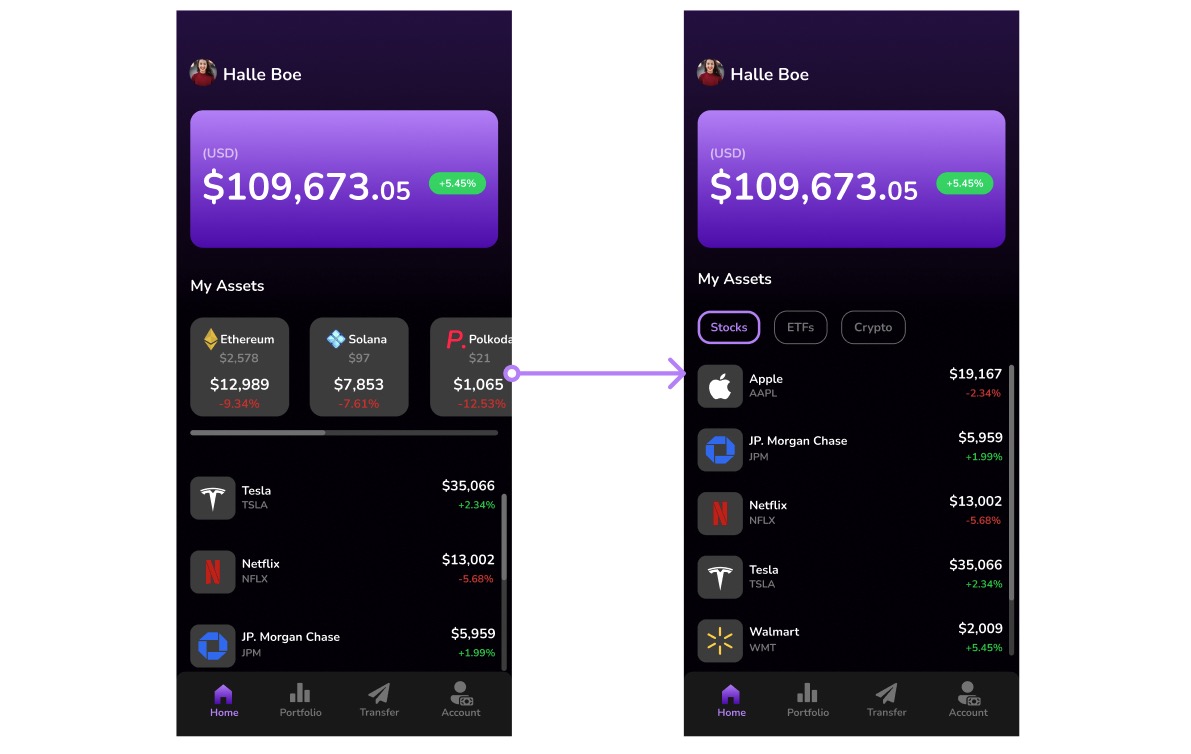 Halle Boe
(USD)
$109,673.05
+5.45%
My Assets
Ethereum
$2,578
$12,989
-9.34%
Solana
$97
$7,853
-7.61%
P. Polkoda
$21
$1,065
-12.53%
Tesla
TSLA
$35,066
+2.34%
Netflix
NFLX
$13,002
-5.68%
JP. Morgan Chase
JPM
$5,959
+1.99%
Home
Portfolio
Transfer
Account
Halle Boe
(USD)
$109,673.05
+5.45%
My Assets
Stocks
ETFs
Crypto
Apple
AAPL
$19,167
-2.34%
JP. Morgan Chase
JPM
$5,959
+1.99%
Netflix
NFLX
$13,002
-5.68%
Tesla
TSLA
$35,066
+2.34%
Walmart
WMT
$2,009
+5.45%
Home
Portfolio
Transfer
Account